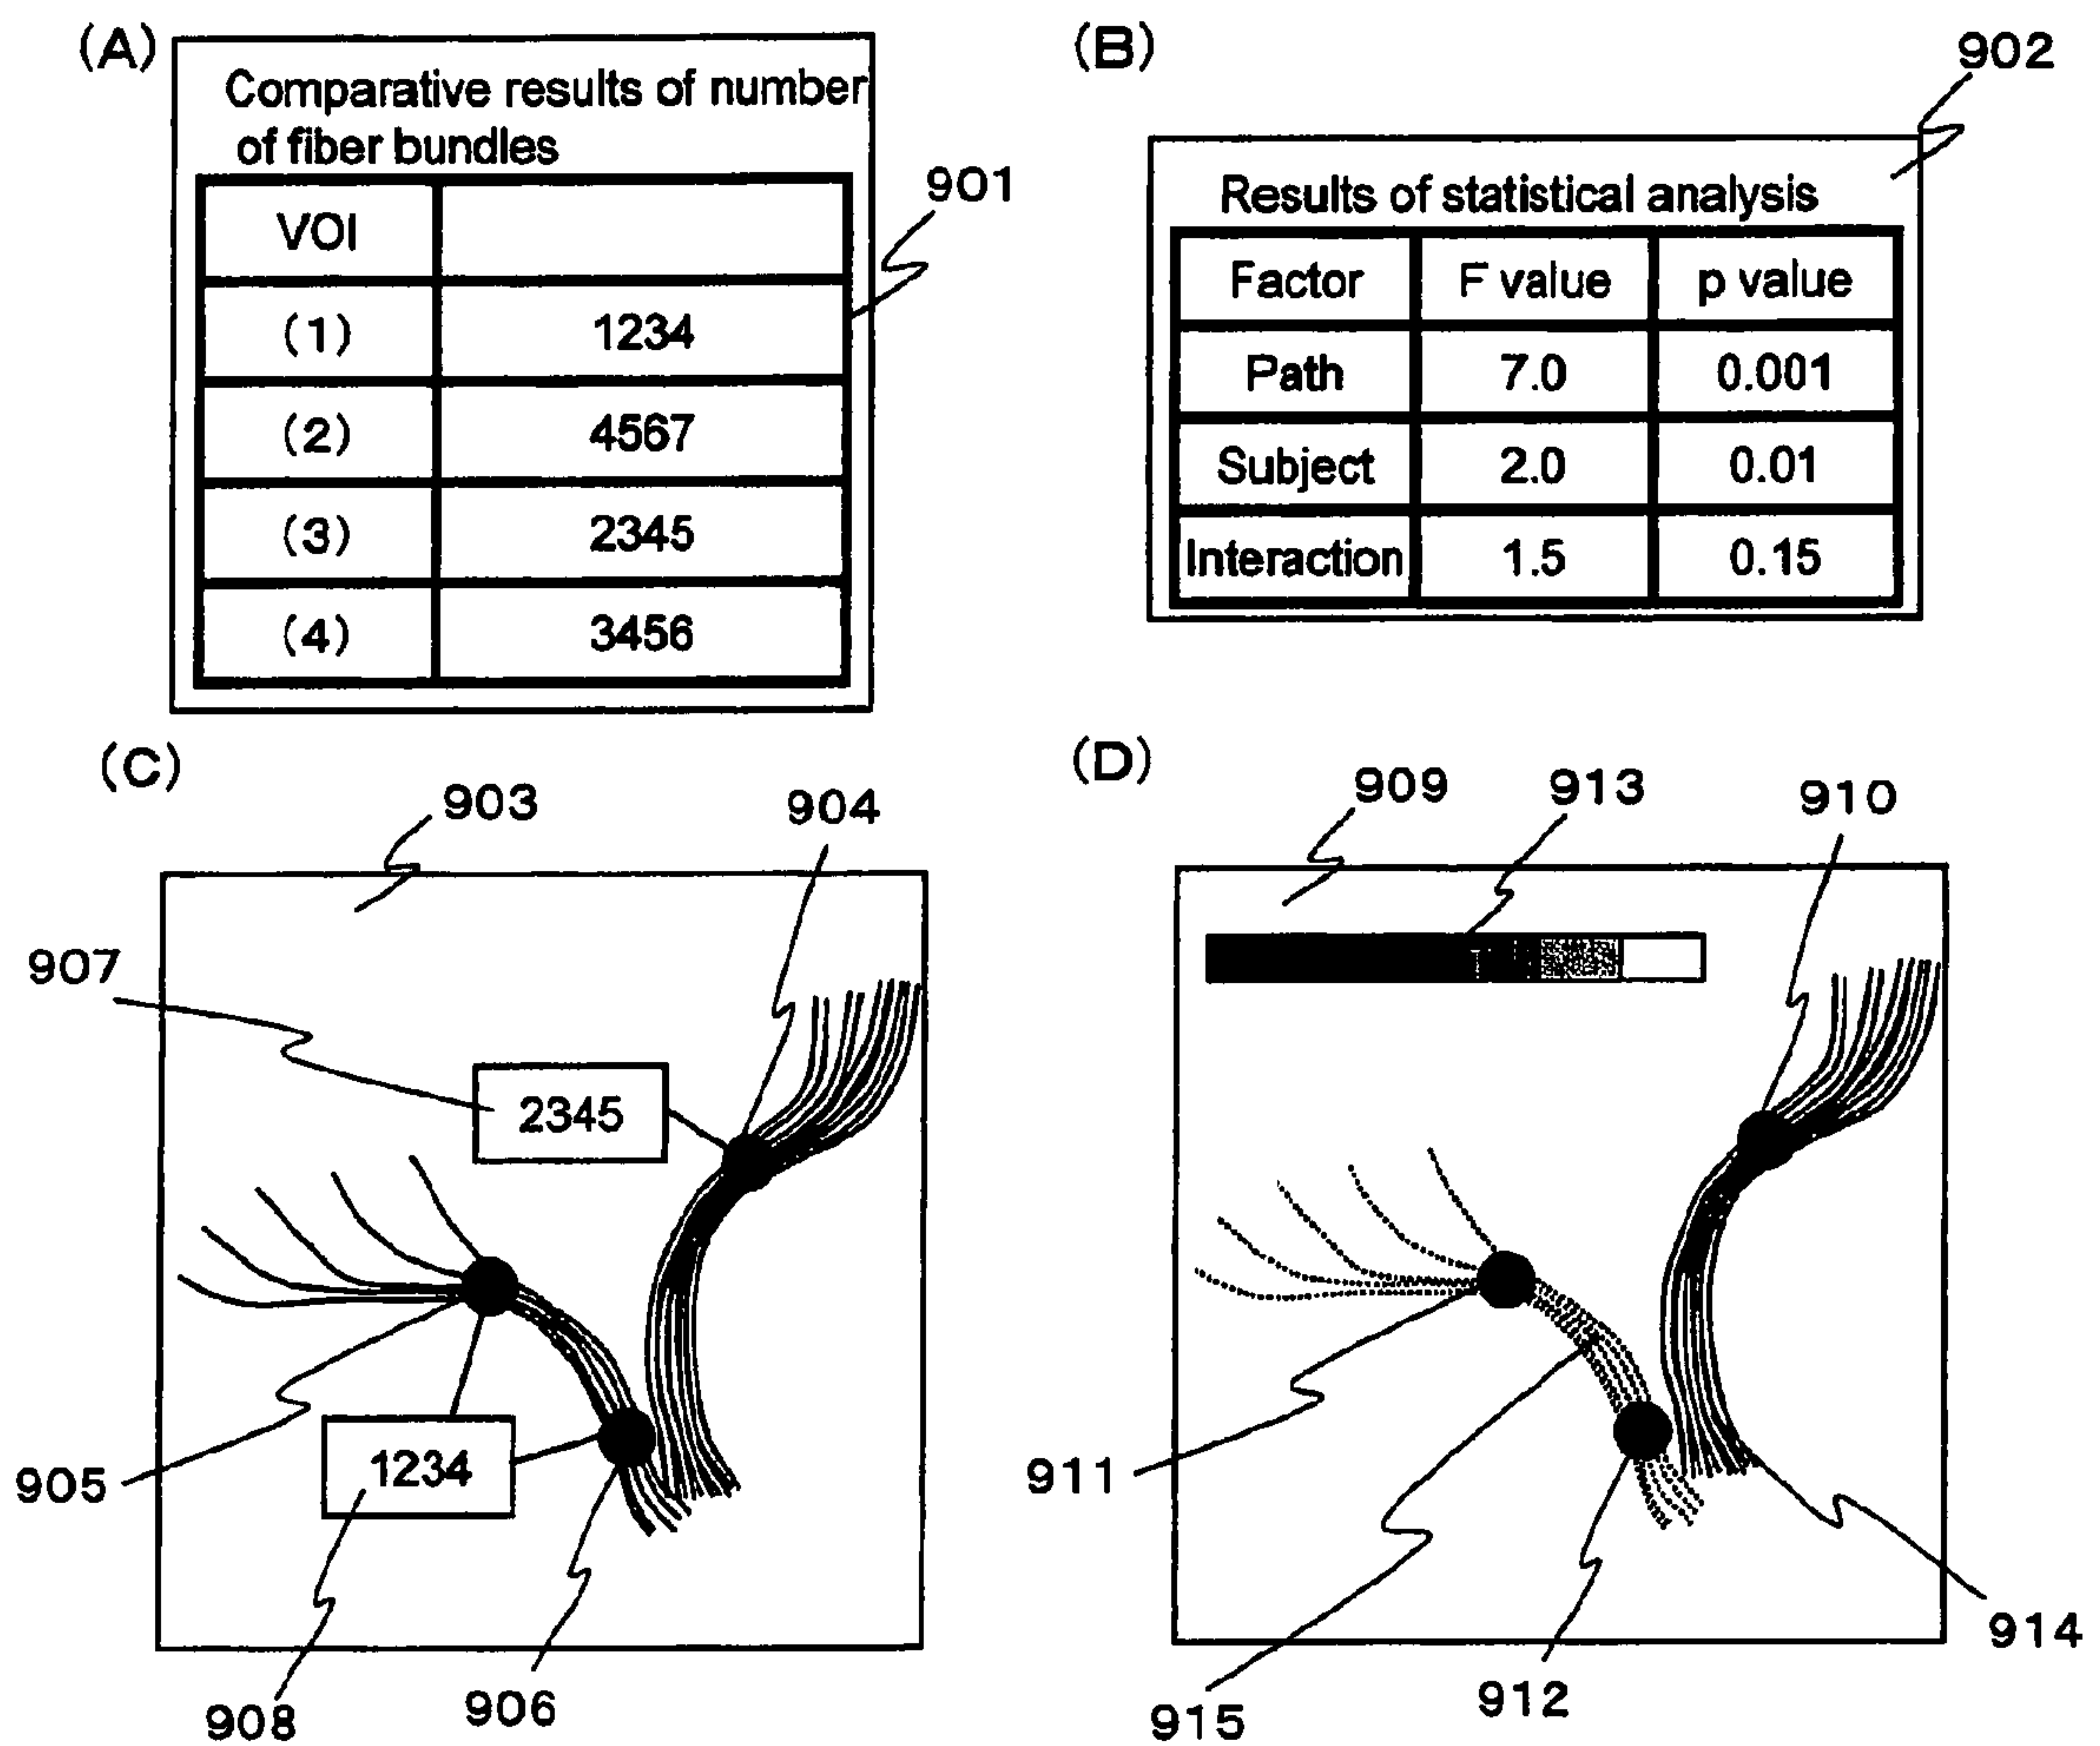 (A)
Comparative results of number
of fiber bundles
VOI
(1) 1234
(2) 4567
(3) 2345
(4) 3456
901
(B)
902
Results of statistical analysis
Factor F value p value
Path 7.0 0.001
Subject 2.0 0.01
Interaction 1.5 0.15
(C)
903
904
907
2345
905
1234
908
906
(D)
909
913
910
911
915
912
914